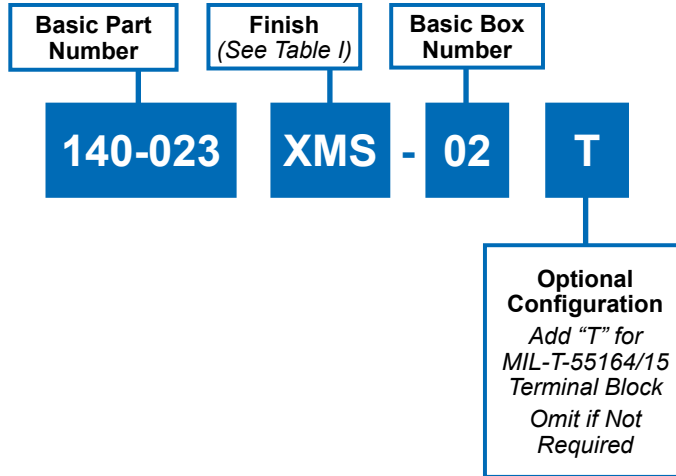 Basic Part
Number
Finish
(See Table I)
Basic Box
Number
140-023
XMS
-
02
T
Optional
Configuration
Add “T” for
MIL-T-55164/15
Terminal Block
Omit if Not
Required